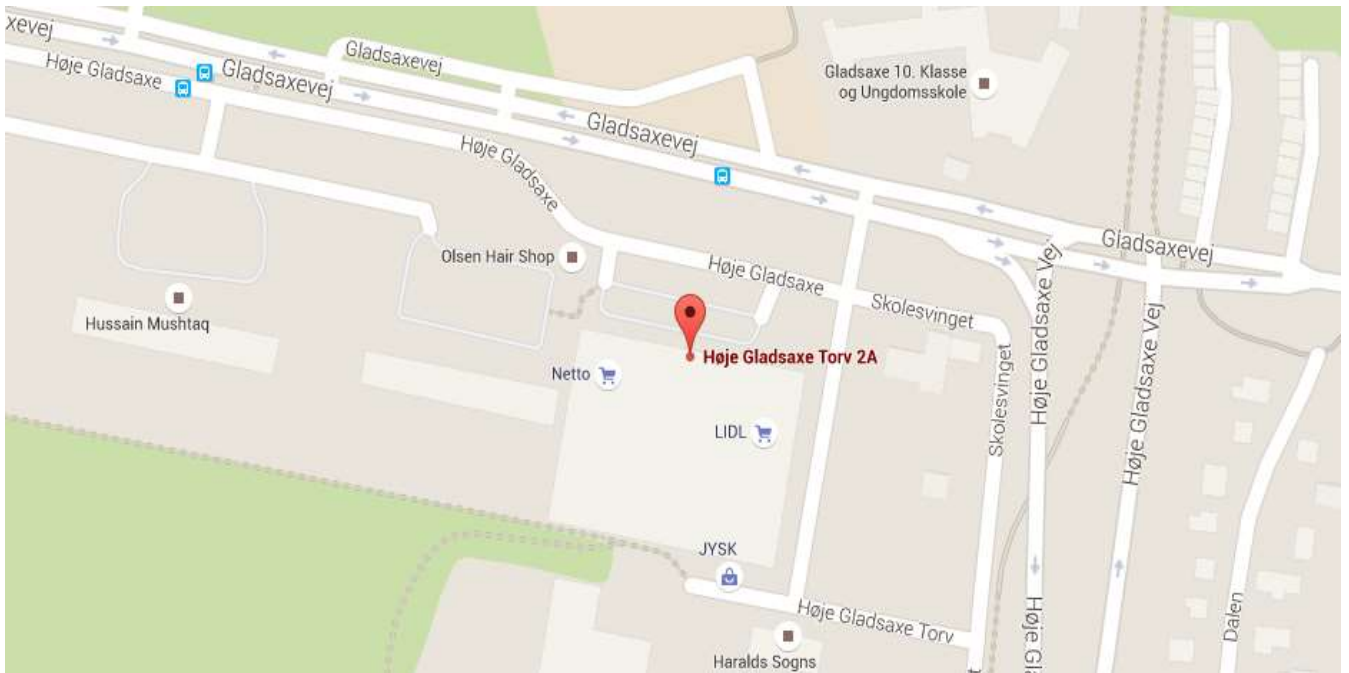 xevej
Gladsaxevej
Høje Gladsaxe
Gladsaxevej
Gladsaxe 10. Klasse
og Ungdomsskole
Gladsaxevej
Høje Gladsaxe
Gladsaxevej
Olsen Hair Shop
Høje Gladsaxe
Høje Gladsaxe Vej
Skolesvinget
Hussain Mushtaq
Høje Gladsaxe Torv 2A
Netto
Skolesvinget
Høje Gladsaxe Vej
LIDL
JYSK
Høje Gladsaxe Torv
Høje Gl
Dalen
Haralds Sogns